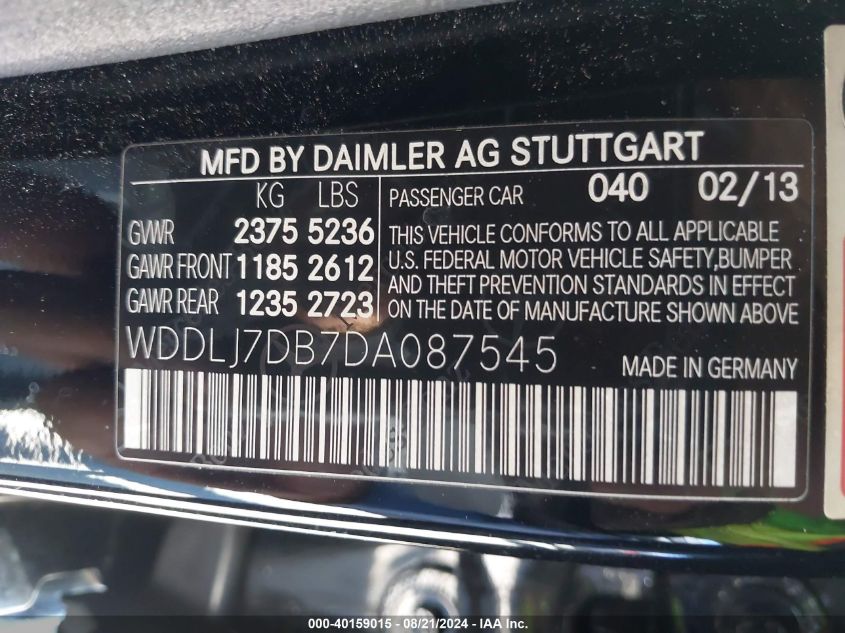 MFD BY DAIMLER AG STUTTGART
KG LBS
GVWR 2375 5236
GAWR FRONT 1185 2612
GAWR REAR 1235 2723
PASSENGER CAR 040 02/13
THIS VEHICLE CONFORMS TO ALL APPLICABLE
U.S. FEDERAL MOTOR VEHICLE SAFETY,BUMPER
AND THEFT PREVENTION STANDARDS IN EFFECT
ON THE DATE OF MANUFACTURE SHOWN ABOVE
WDDLJ7DB7DA087545
MADE IN GERMANY
000-40159015 - 08/21/2024 - IAA Inc.